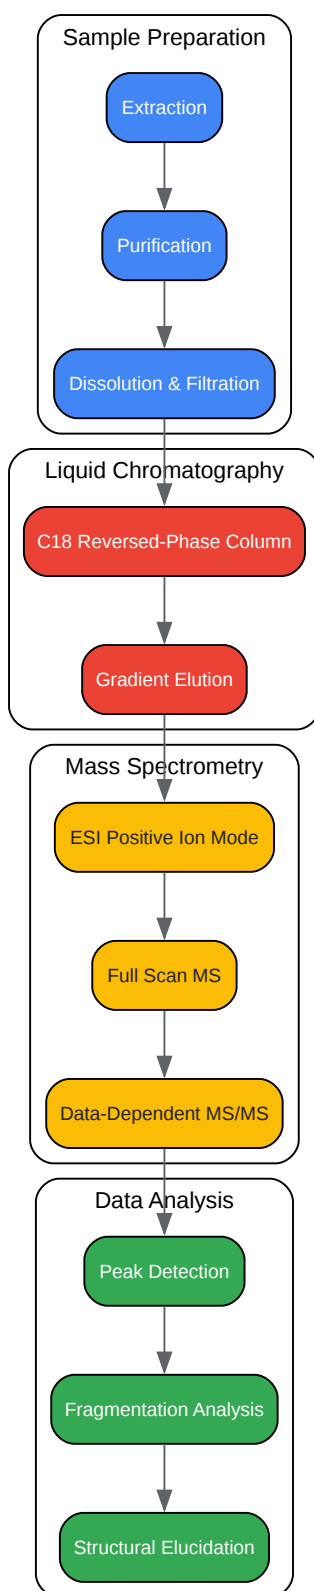 Sample Preparation
Extraction
Purification
Dissolution & Filtration
Liquid Chromatography
C18 Reversed-Phase Column
Gradient Elution
Mass Spectrometry
ESI Positive Ion Mode
Full Scan MS
Data-Dependent MS/MS
Data Analysis
Peak Detection
Fragmentation Analysis
Structural Elucidation